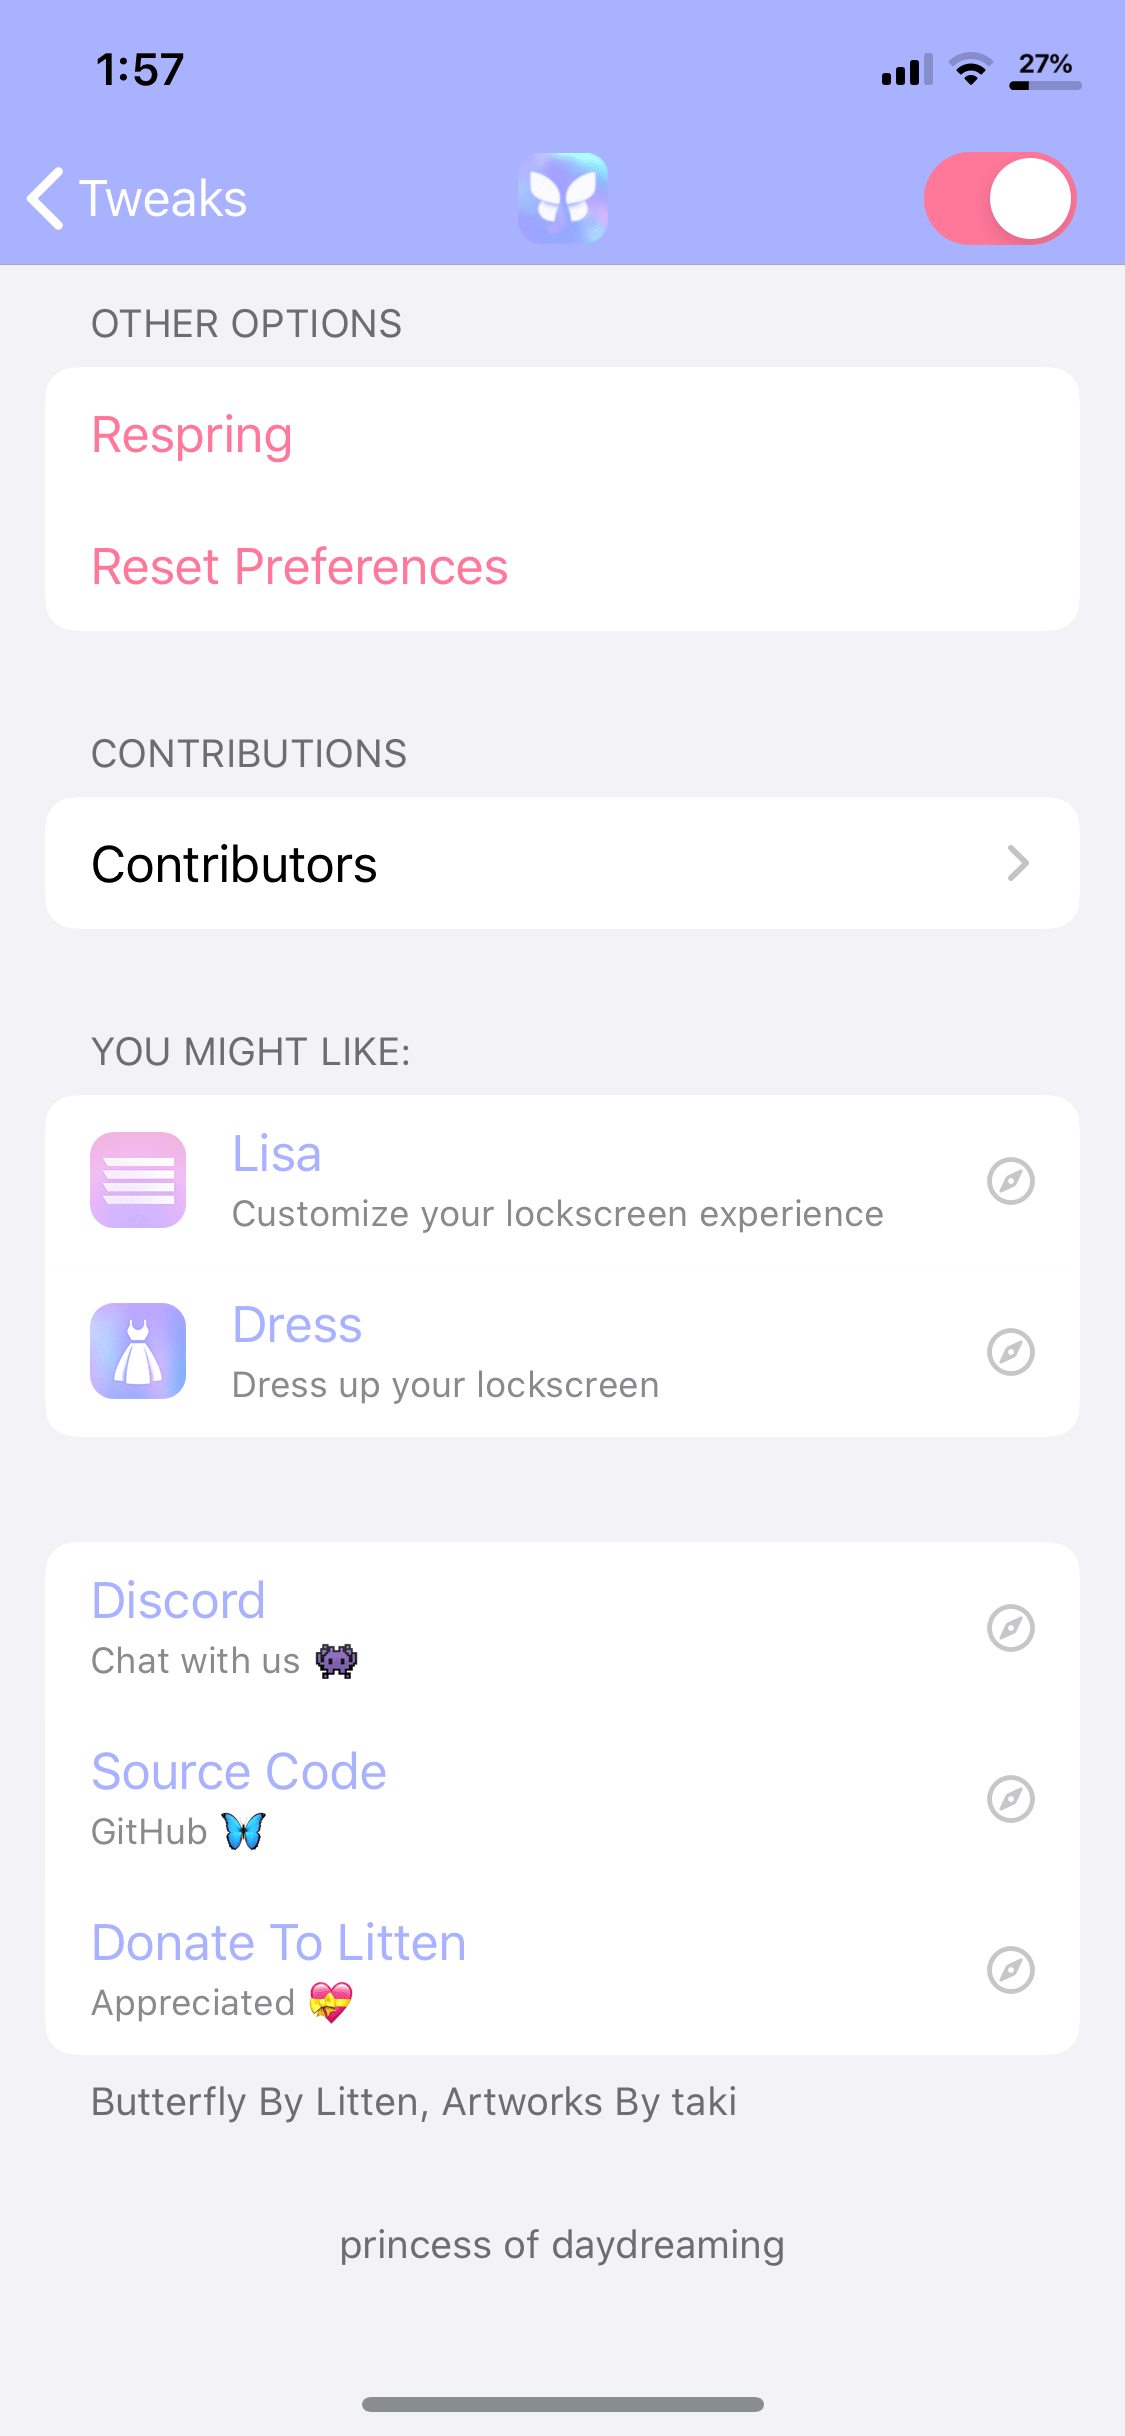 1:57
27%
Tweaks
OTHER OPTIONS
Respring
Reset Preferences
CONTRIBUTIONS
Contributors
YOU MIGHT LIKE:
Lisa
Customize your lockscreen experience
Dress
Dress up your lockscreen
Discord
Chat with us 👾
Source Code
GitHub 🦋
Donate To Litten
Appreciated 💝
Butterfly By Litten, Artworks By taki
princess of daydreaming